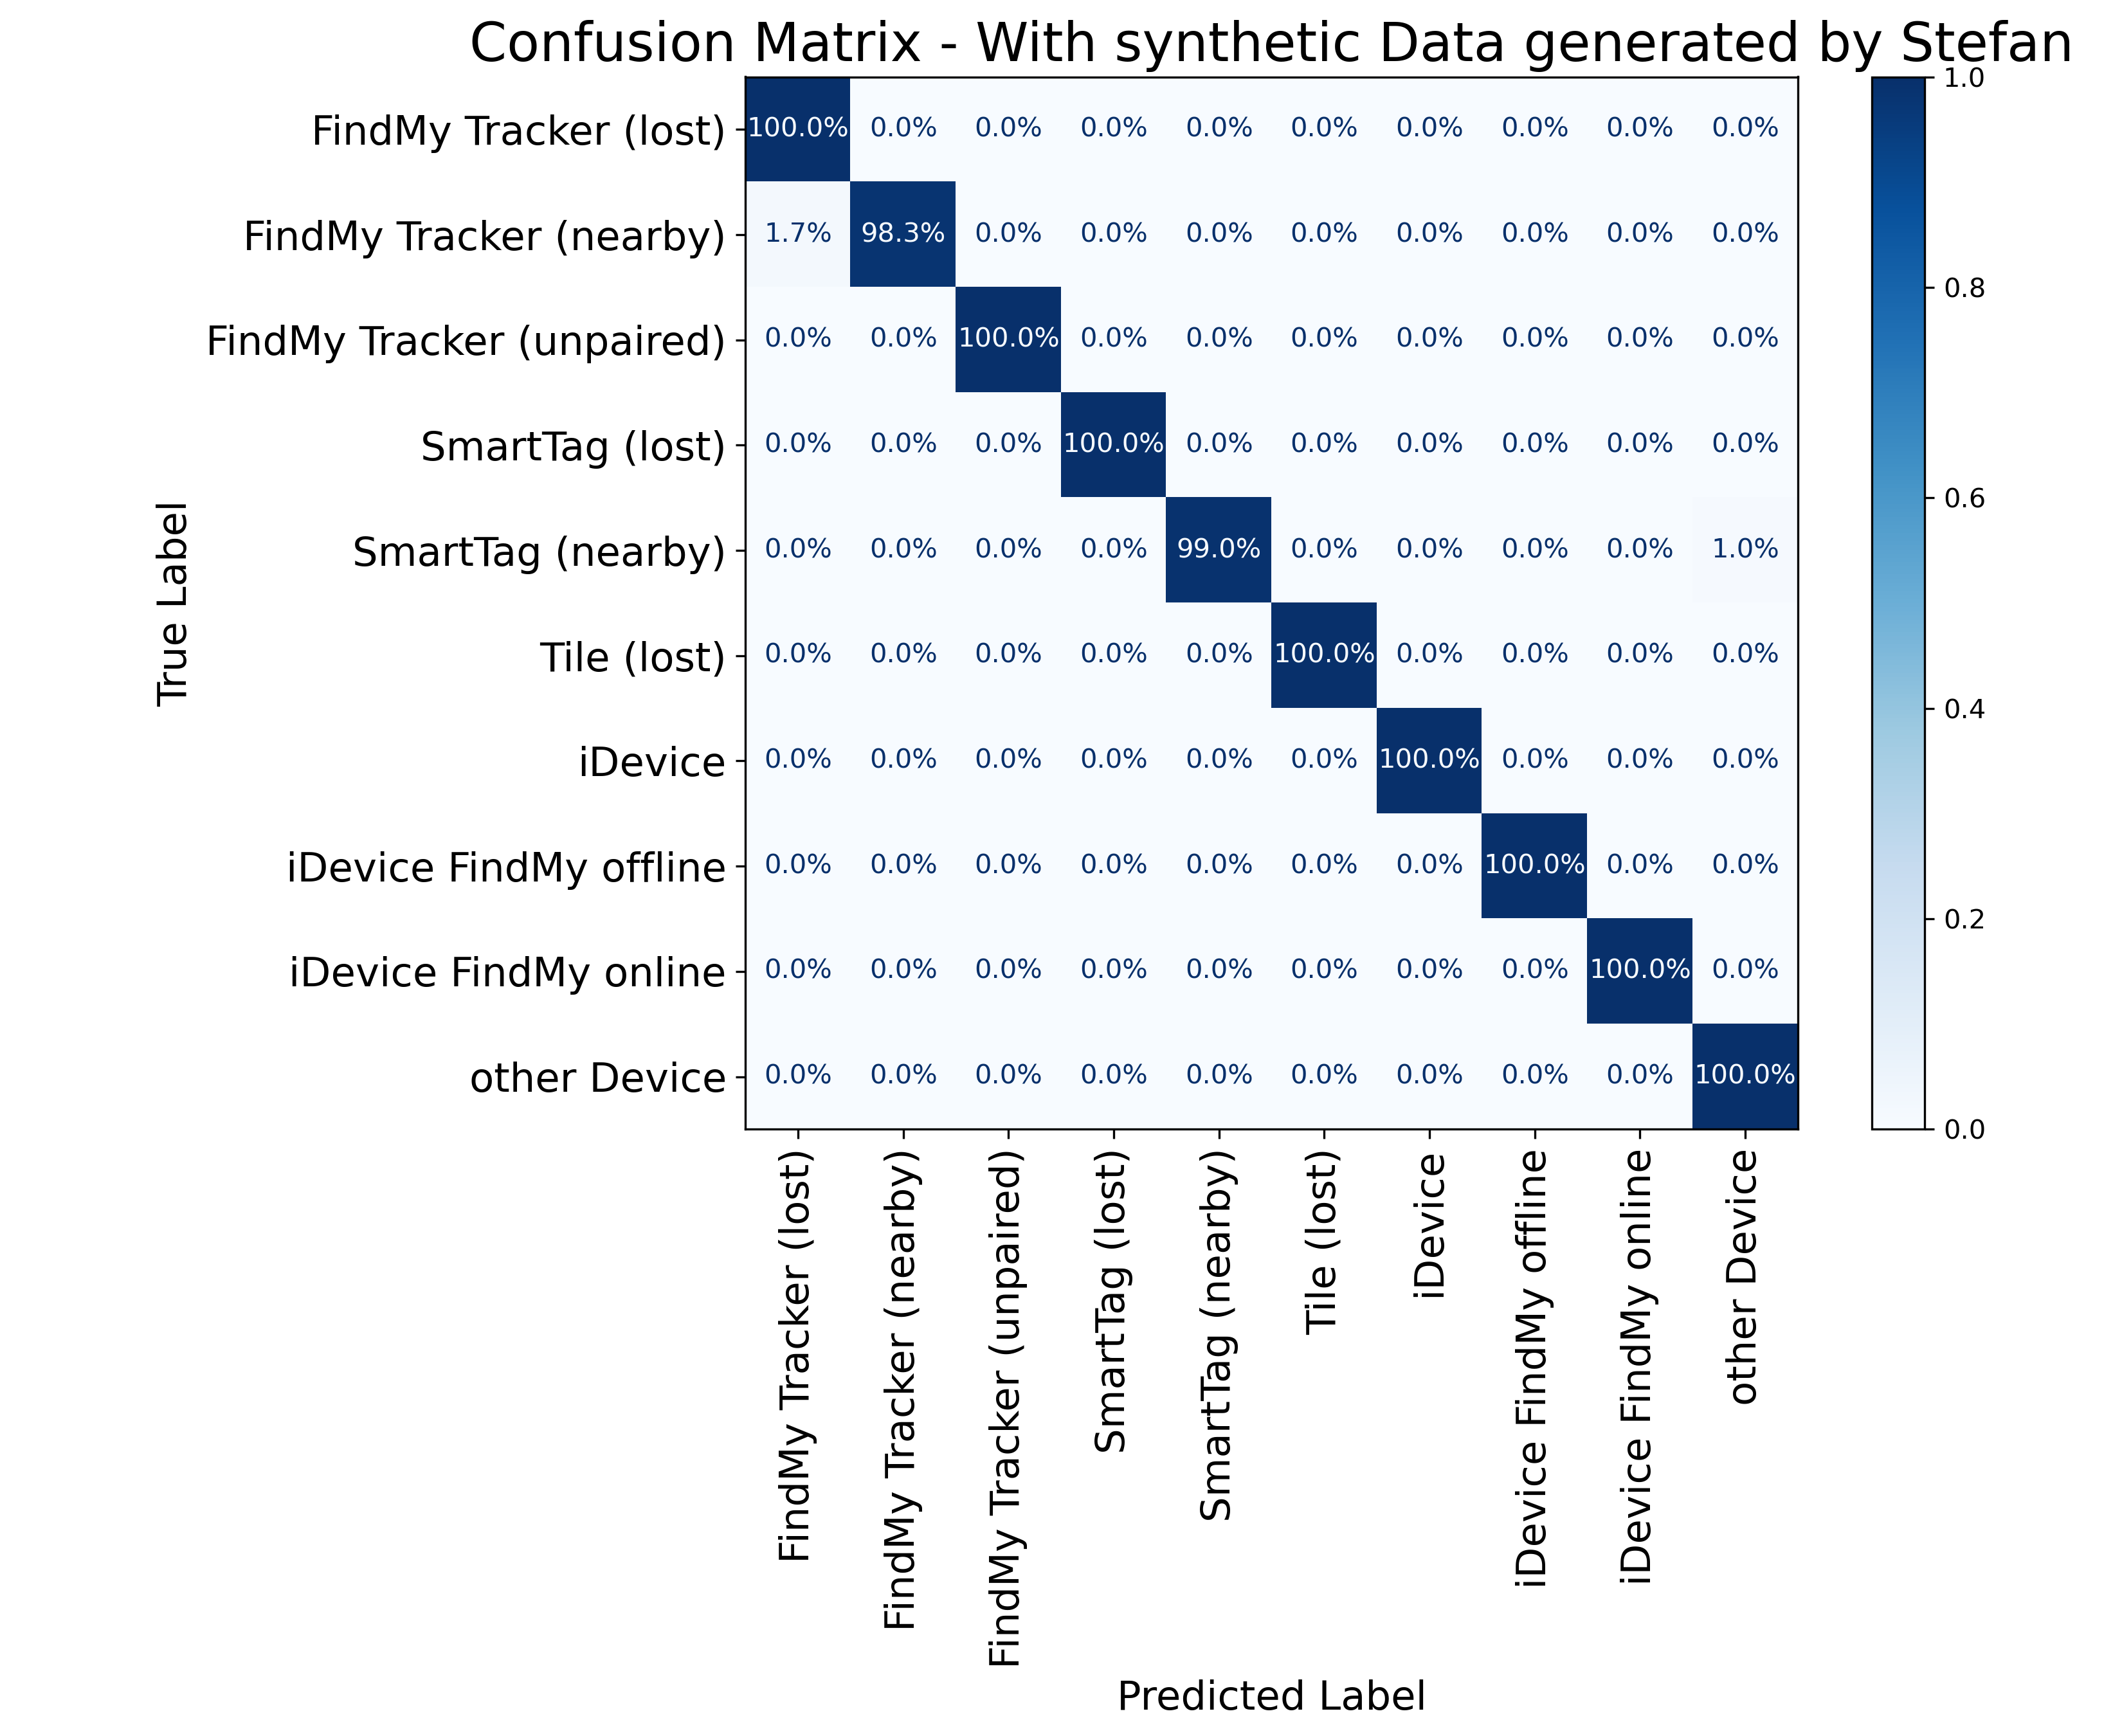 Confusion Matrix - With synthetic Data generated by Stefan
True Label
FindMy Tracker (lost) 100.0% 0.0% 0.0% 0.0% 0.0% 0.0% 0.0% 0.0% 0.0% 0.0%
FindMy Tracker (nearby) 1.7% 98.3% 0.0% 0.0% 0.0% 0.0% 0.0% 0.0% 0.0% 0.0%
FindMy Tracker (unpaired) 0.0% 0.0% 100.0% 0.0% 0.0% 0.0% 0.0% 0.0% 0.0% 0.0%
SmartTag (lost) 0.0% 0.0% 0.0% 100.0% 0.0% 0.0% 0.0% 0.0% 0.0% 0.0%
SmartTag (nearby) 0.0% 0.0% 0.0% 0.0% 99.0% 0.0% 0.0% 0.0% 0.0% 1.0%
Tile (lost) 0.0% 0.0% 0.0% 0.0% 0.0% 100.0% 0.0% 0.0% 0.0% 0.0%
iDevice 0.0% 0.0% 0.0% 0.0% 0.0% 0.0% 100.0% 0.0% 0.0% 0.0%
iDevice FindMy offline 0.0% 0.0% 0.0% 0.0% 0.0% 0.0% 0.0% 100.0% 0.0% 0.0%
iDevice FindMy online 0.0% 0.0% 0.0% 0.0% 0.0% 0.0% 0.0% 0.0% 100.0% 0.0%
other Device 0.0% 0.0% 0.0% 0.0% 0.0% 0.0% 0.0% 0.0% 0.0% 100.0%
FindMy Tracker (lost)
FindMy Tracker (nearby)
FindMy Tracker (unpaired)
SmartTag (lost)
SmartTag (nearby)
Tile (lost)
iDevice
iDevice FindMy offline
iDevice FindMy online
other Device
Predicted Label
1.0
0.8
0.6
0.4
0.2
0.0